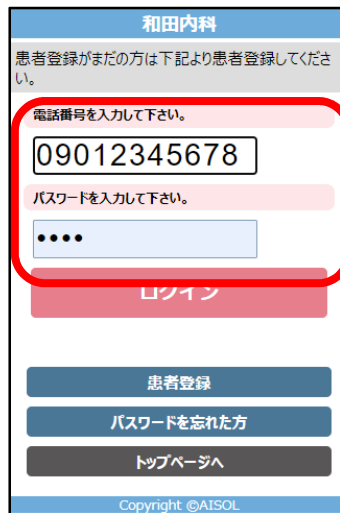 和田内科
患者登録がまだの方は下記より患者登録してくださ
い。
電話番号を入力して下さい。
09012345678
パスワードを入力して下さい。
••••
ログイン
患者登録
パスワードを忘れた方
トップページへ
Copyright ©AISOL